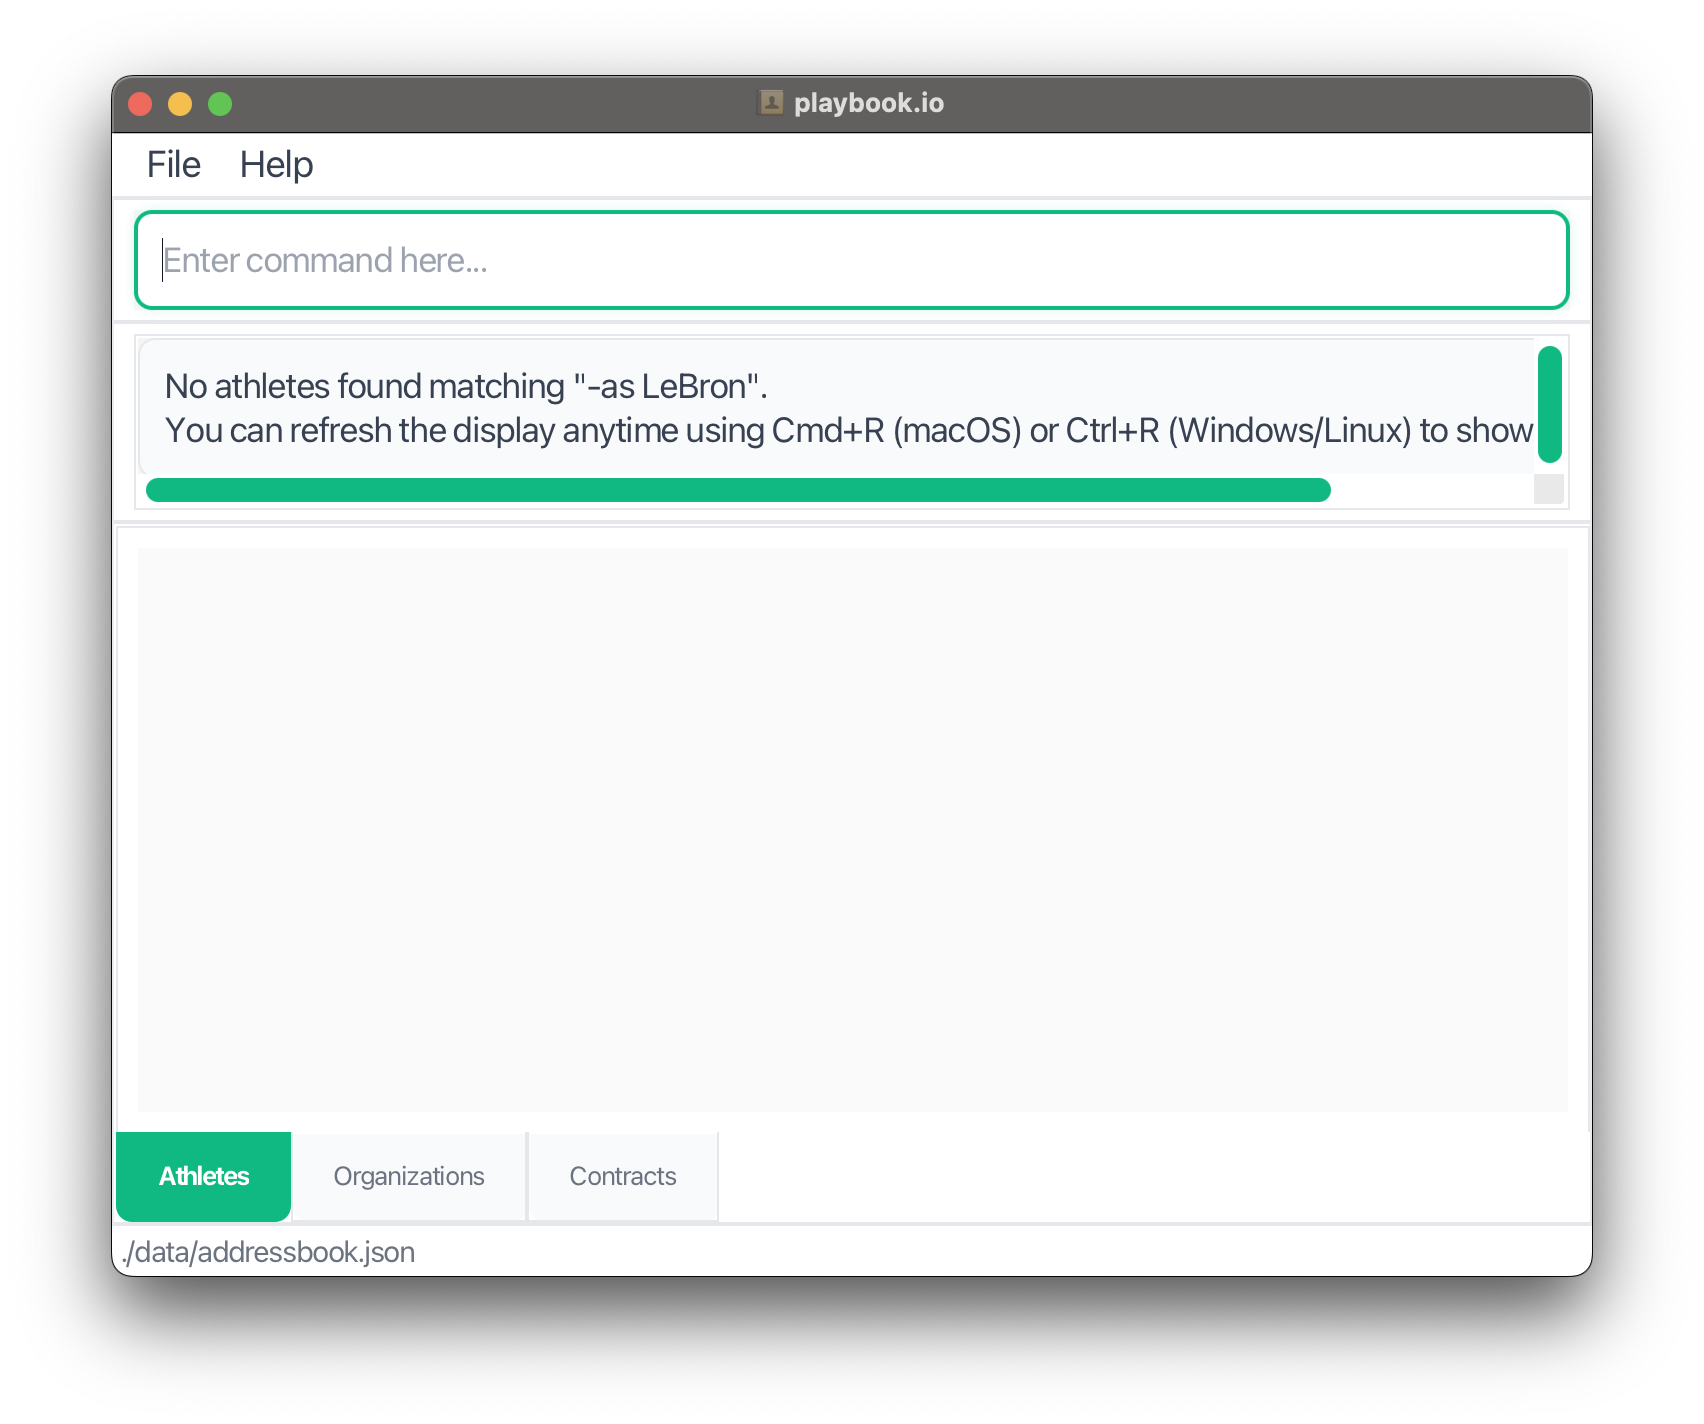 playbook.io
File Help
Enter command here...
No athletes found matching "-as LeBron".
You can refresh the display anytime using Cmd+R (macOS) or Ctrl+R (Windows/Linux) to show
Athletes Organizations Contracts
./data/addressbook.json